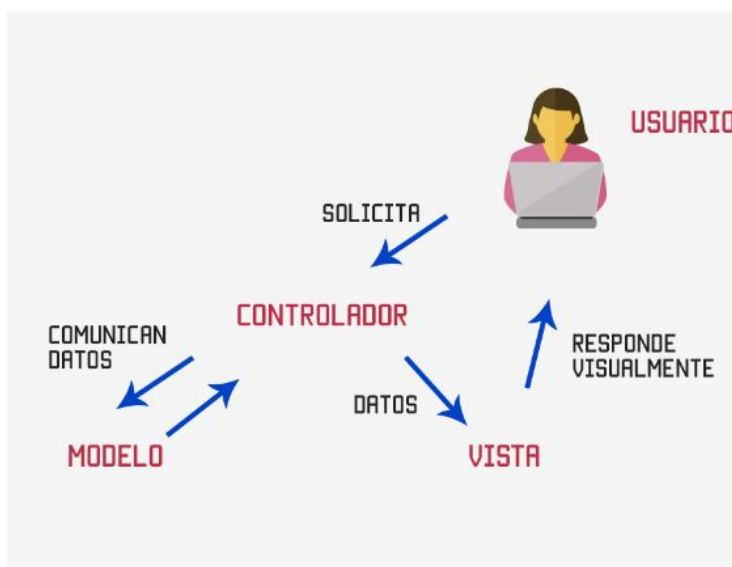 USUARIO
SOLICITA
CONTROLADOR
COMUNICAN
DATOS
RESPONDE
VISUALMENTE
DATOS
MODELO
VISTA